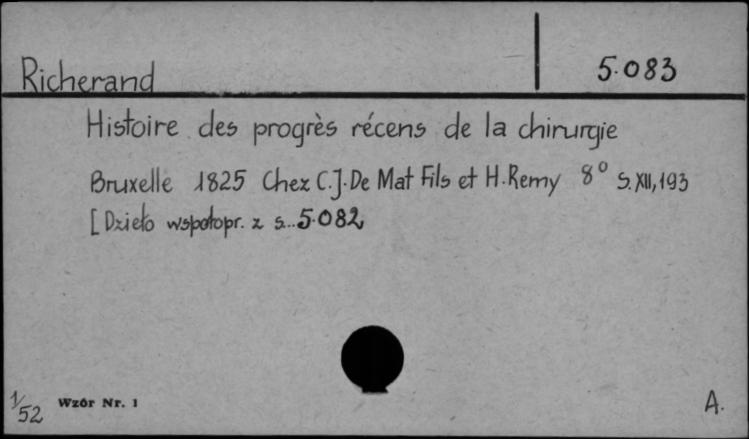 Richerand 5.083
Histoire des progrès récens de la chirurgie
Bruxelle 1825 Chez C.J. De Mat Fils et H. Remy 8° S. XII, 193
[Dzieło współopr. z s... 5.082
1/52 Wzór Nr. 1 A.